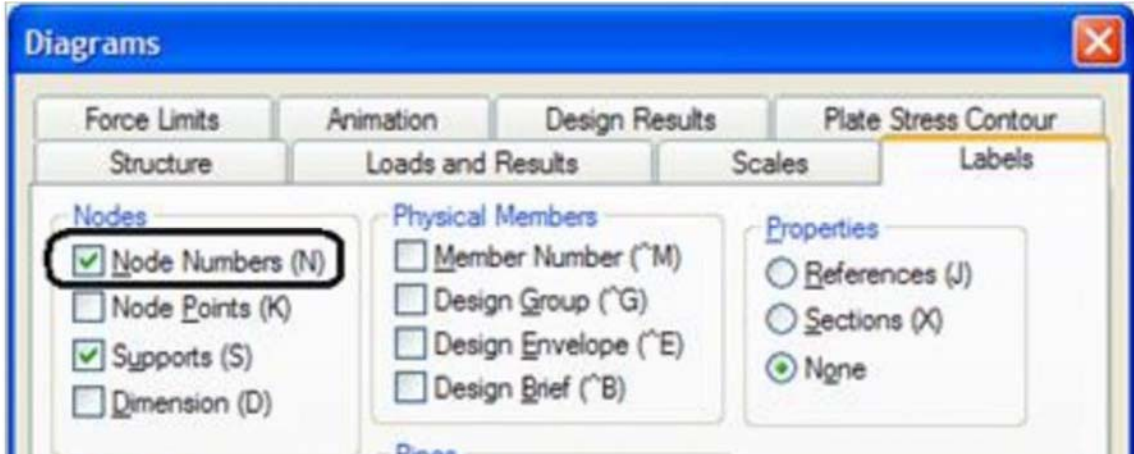 Diagrams
Force Limits
Animation
Design Results
Plate Stress Contour
Structure
Loads and Results
Scales
Labels
Nodes
Node Numbers (N)
Node Points (K)
Supports (S)
Dimension (D)
Physical Members
Member Number (^M)
Design Group (^G)
Design Envelope (^E)
Design Brief (^B)
Properties
References (J)
Sections (X)
None